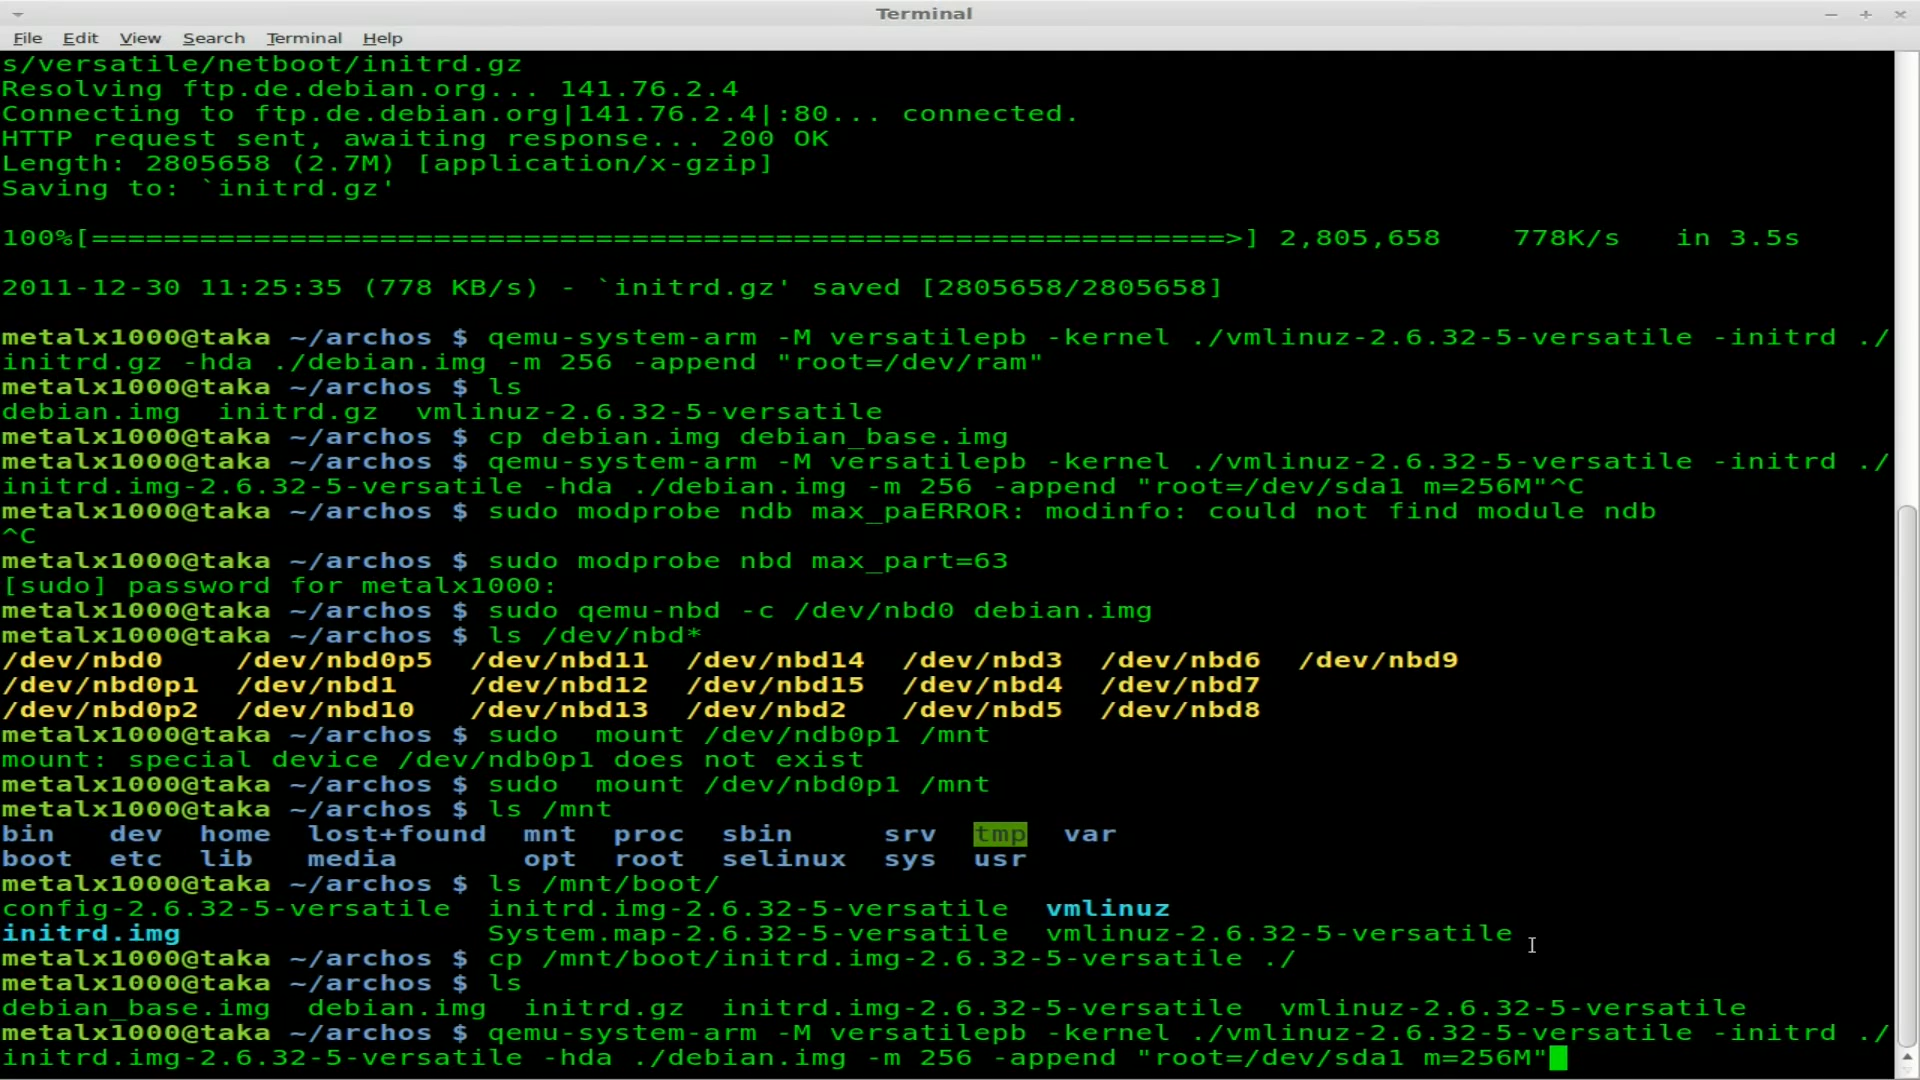 Terminal
File Edit View Search Terminal Help
s/versatile/netboot/initrd.gz
Resolving ftp.de.debian.org... 141.76.2.4
Connecting to ftp.de.debian.org|141.76.2.4|:80... connected.
HTTP request sent, awaiting response... 200 OK
Length: 2805658 (2.7M) [application/x-gzip]
Saving to: `initrd.gz'
100%[===============================================================>] 2,805,658    778K/s   in 3.5s
2011-12-30 11:25:35 (778 KB/s) - `initrd.gz' saved [2805658/2805658]
metalx1000@taka ~/archos $ qemu-system-arm -M versatilepb -kernel ./vmlinuz-2.6.32-5-versatile -initrd ./
initrd.gz -hda ./debian.img -m 256 -append "root=/dev/ram"
metalx1000@taka ~/archos $ ls
debian.img  initrd.gz  vmlinuz-2.6.32-5-versatile
metalx1000@taka ~/archos $ cp debian.img debian_base.img
metalx1000@taka ~/archos $ qemu-system-arm -M versatilepb -kernel ./vmlinuz-2.6.32-5-versatile -initrd ./
initrd.img-2.6.32-5-versatile -hda ./debian.img -m 256 -append "root=/dev/sda1 m=256M"^C
metalx1000@taka ~/archos $ sudo modprobe ndb max_paERROR: modinfo: could not find module ndb
^C
metalx1000@taka ~/archos $ sudo modprobe nbd max_part=63
[sudo] password for metalx1000:
metalx1000@taka ~/archos $ sudo qemu-nbd -c /dev/nbd0 debian.img
metalx1000@taka ~/archos $ ls /dev/nbd*
/dev/nbd0    /dev/nbd0p5  /dev/nbd11  /dev/nbd14  /dev/nbd3  /dev/nbd6  /dev/nbd9
/dev/nbd0p1  /dev/nbd1    /dev/nbd12  /dev/nbd15  /dev/nbd4  /dev/nbd7
/dev/nbd0p2  /dev/nbd10   /dev/nbd13  /dev/nbd2   /dev/nbd5  /dev/nbd8
metalx1000@taka ~/archos $ sudo  mount /dev/ndb0p1 /mnt
mount: special device /dev/ndb0p1 does not exist
metalx1000@taka ~/archos $ sudo  mount /dev/nbd0p1 /mnt
metalx1000@taka ~/archos $ ls /mnt
bin   dev  home  lost+found  mnt  proc  sbin     srv  tmp  var
boot  etc  lib   media       opt  root  selinux  sys  usr
metalx1000@taka ~/archos $ ls /mnt/boot/
config-2.6.32-5-versatile  initrd.img-2.6.32-5-versatile  vmlinuz
initrd.img                 System.map-2.6.32-5-versatile  vmlinuz-2.6.32-5-versatile
metalx1000@taka ~/archos $ cp /mnt/boot/initrd.img-2.6.32-5-versatile ./
metalx1000@taka ~/archos $ ls
debian_base.img  debian.img  initrd.gz  initrd.img-2.6.32-5-versatile  vmlinuz-2.6.32-5-versatile
metalx1000@taka ~/archos $ qemu-system-arm -M versatilepb -kernel ./vmlinuz-2.6.32-5-versatile -initrd ./
initrd.img-2.6.32-5-versatile -hda ./debian.img -m 256 -append "root=/dev/sda1 m=256M"